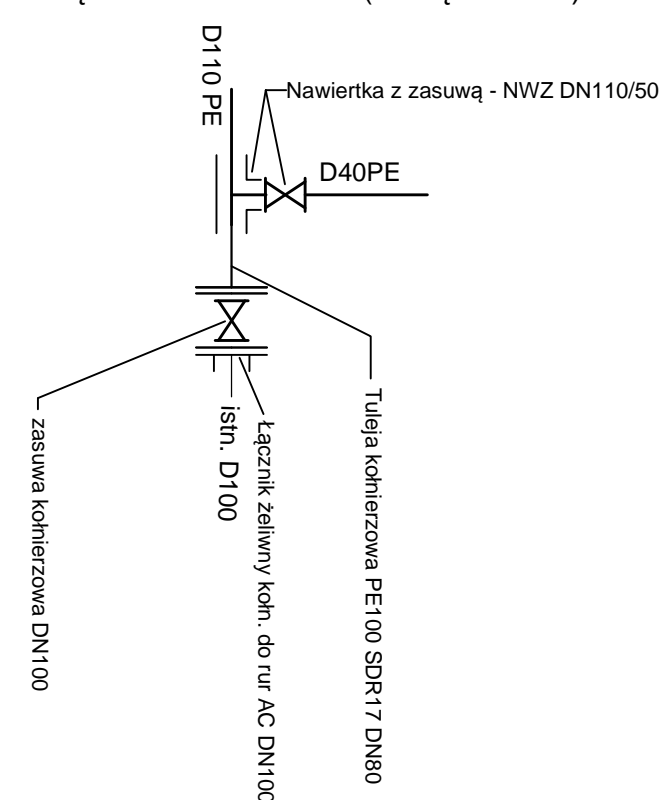 D110 PE
Nawiertka z zasuwą - NWZ DN110/50
D40PE
zasuwa kołnierzowa DN100
istn. D100
Łącznik żeliwny kołn. do rur AC DN100
Tuleja kołnierzowa PE100 SDR17 DN80